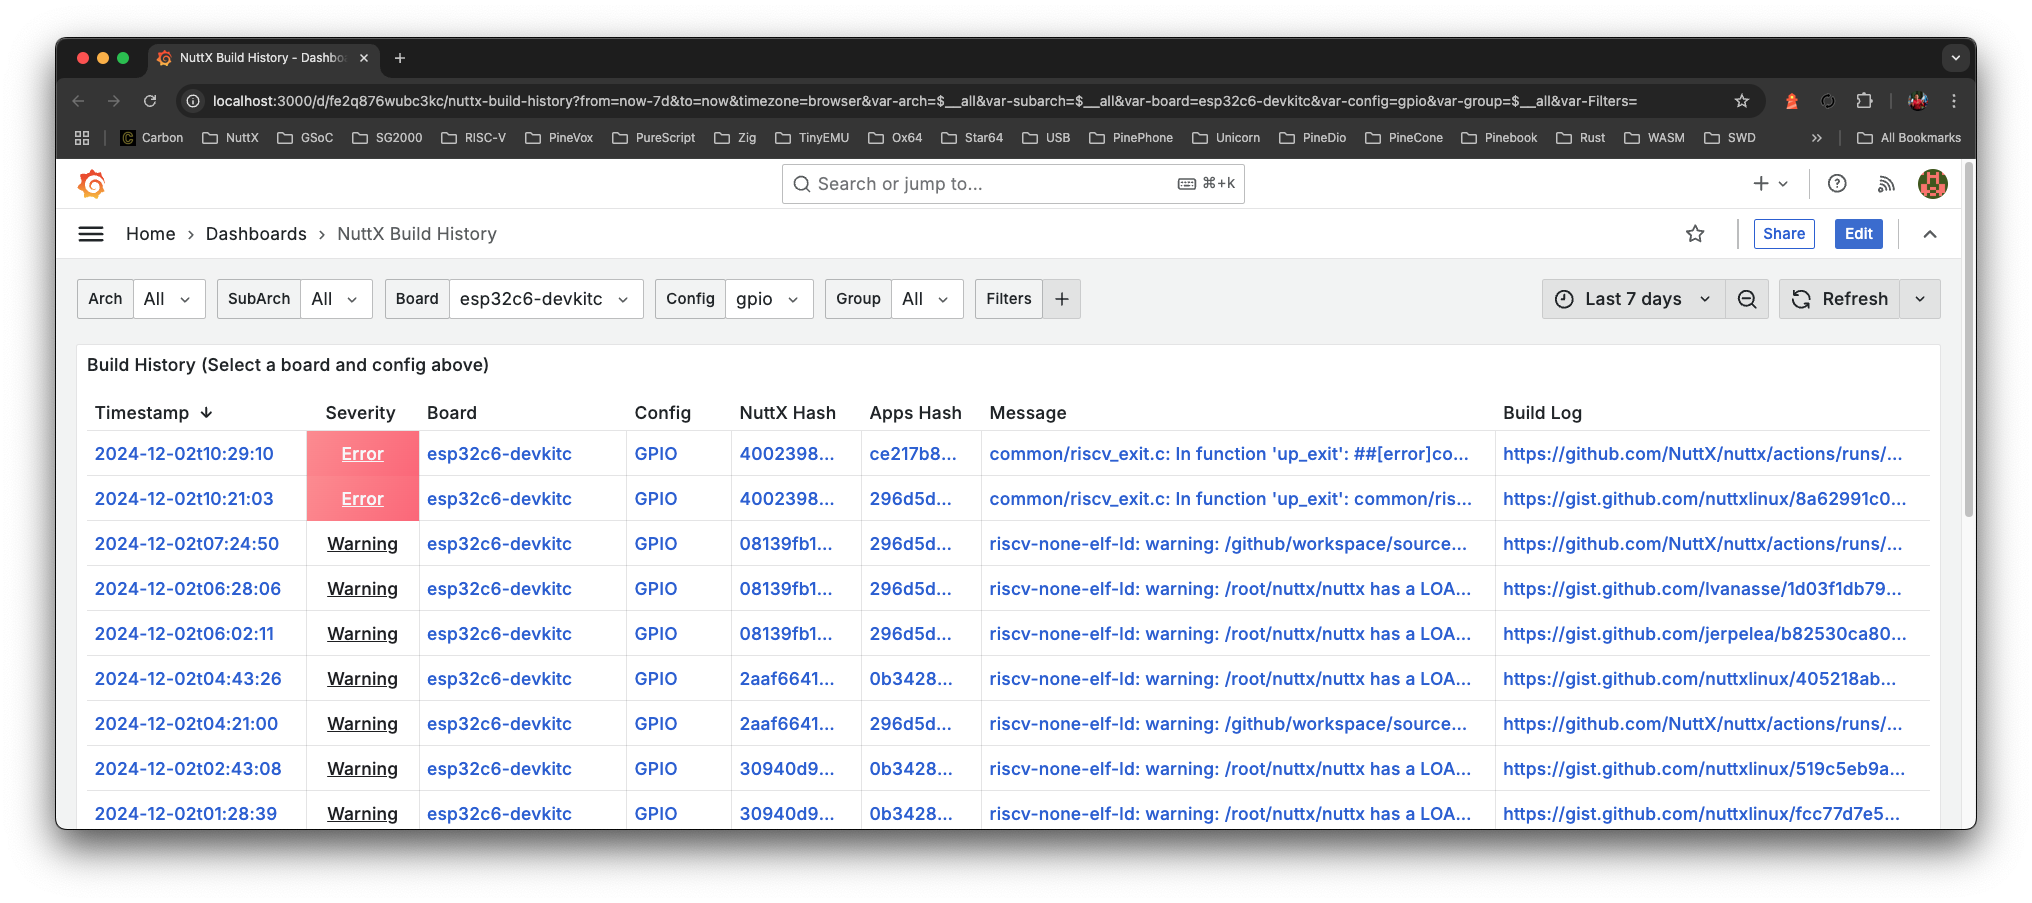 NuttX Build History - Dashbo
localhost:3000/d/fe2q876wubc3kc/nuttx-build-history?from=now-7d&to=now&timezone=browser&var-arch=$__all&var-subarch=$__all&var-board=esp32c6-devkitc&var-config=gpio&var-group=$__all&var-Filters=
Carbon NuttX GSoC SG2000 RISC-V PineVox PureScript Zig TinyEMU Ox64 Star64 USB PinePhone Unicorn PineDio PineCone Pinebook Rust WASM SWD » All Bookmarks
Search or jump to... ⌘+k
Home › Dashboards › NuttX Build History Share Edit
Arch All SubArch All Board esp32c6-devkitc Config gpio Group All Filters + Last 7 days Refresh
Build History (Select a board and config above)
Timestamp ↓ Severity Board Config NuttX Hash Apps Hash Message Build Log
2024-12-02t10:29:10 Error esp32c6-devkitc GPIO 4002398... ce217b8... common/riscv_exit.c: In function 'up_exit': ##[error]co... https://github.com/NuttX/nuttx/actions/runs/...
2024-12-02t10:21:03 Error esp32c6-devkitc GPIO 4002398... 296d5d... common/riscv_exit.c: In function 'up_exit': common/ris... https://gist.github.com/nuttxlinux/8a62991c0...
2024-12-02t07:24:50 Warning esp32c6-devkitc GPIO 08139fb1... 296d5d... riscv-none-elf-ld: warning: /github/workspace/source... https://github.com/NuttX/nuttx/actions/runs/...
2024-12-02t06:28:06 Warning esp32c6-devkitc GPIO 08139fb1... 296d5d... riscv-none-elf-ld: warning: /root/nuttx/nuttx has a LOA... https://gist.github.com/lvanasse/1d03f1db79...
2024-12-02t06:02:11 Warning esp32c6-devkitc GPIO 08139fb1... 296d5d... riscv-none-elf-ld: warning: /root/nuttx/nuttx has a LOA... https://gist.github.com/jerpelea/b82530ca80...
2024-12-02t04:43:26 Warning esp32c6-devkitc GPIO 2aaf6641... 0b3428... riscv-none-elf-ld: warning: /root/nuttx/nuttx has a LOA... https://gist.github.com/nuttxlinux/405218ab...
2024-12-02t04:21:00 Warning esp32c6-devkitc GPIO 2aaf6641... 296d5d... riscv-none-elf-ld: warning: /github/workspace/source... https://github.com/NuttX/nuttx/actions/runs/...
2024-12-02t02:43:08 Warning esp32c6-devkitc GPIO 30940d9... 0b3428... riscv-none-elf-ld: warning: /root/nuttx/nuttx has a LOA... https://gist.github.com/nuttxlinux/519c5eb9a...
2024-12-02t01:28:39 Warning esp32c6-devkitc GPIO 30940d9... 0b3428... riscv-none-elf-ld: warning: /root/nuttx/nuttx has a LOA... https://gist.github.com/nuttxlinux/fcc77d7e5...